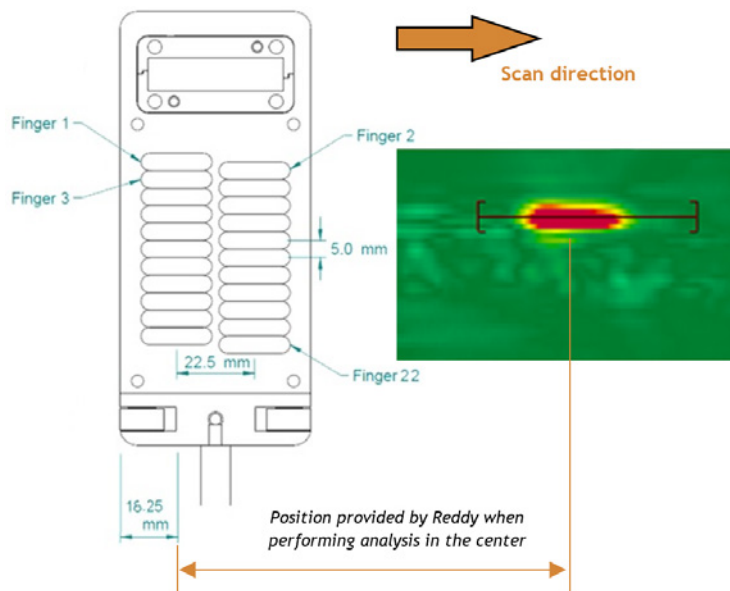 Scan direction
Finger 1
Finger 2
Finger 3
5.0 mm
22.5 mm
Finger 22
16.25
mm
Position provided by Reddy when
performing analysis in the center